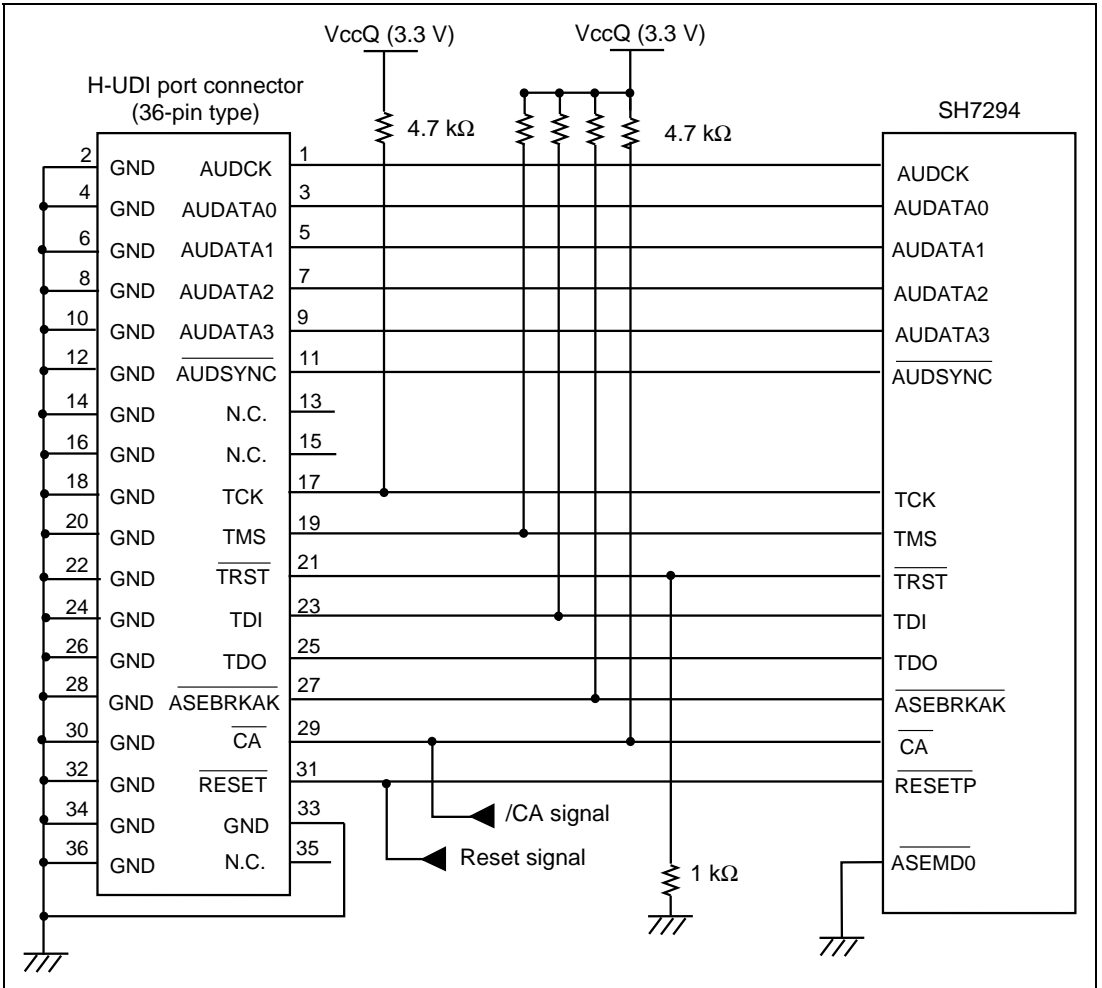 VccQ (3.3 V) VccQ (3.3 V)
H-UDI port connector
(36-pin type)
SH7294
4.7 kΩ 4.7 kΩ
2 GND AUDCK 1 AUDCK
4 GND AUDATA0 3 AUDATA0
6 GND AUDATA1 5 AUDATA1
8 GND AUDATA2 7 AUDATA2
10 GND AUDATA3 9 AUDATA3
12 GND AUDSYNC 11 AUDSYNC
14 GND N.C. 13
16 GND N.C. 15
18 GND TCK 17 TCK
20 GND TMS 19 TMS
22 GND TRST 21 TRST
24 GND TDI 23 TDI
26 GND TDO 25 TDO
28 GND ASEBRKAK 27 ASEBRKAK
30 GND CA 29 CA
32 GND RESET 31 RESETP
34 GND GND 33
/CA signal
36 GND N.C. 35
Reset signal
ASEMD0
1 kΩ